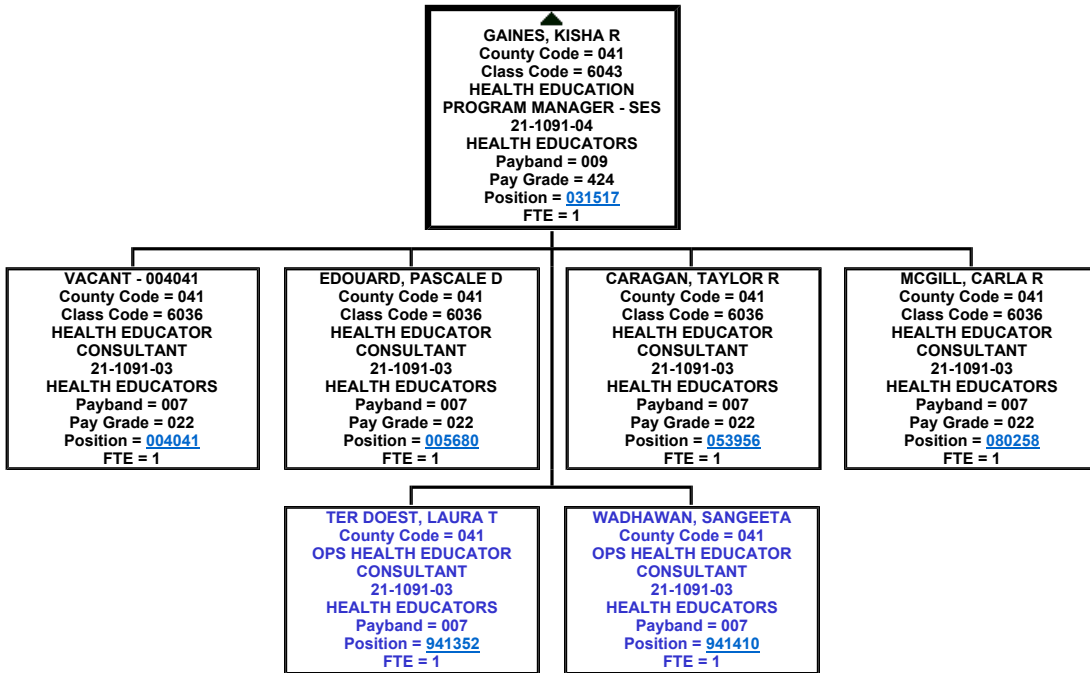 GAINES, KISHA R
County Code = 041
Class Code = 6043
HEALTH EDUCATION
PROGRAM MANAGER - SES
21-1091-04
HEALTH EDUCATORS
Payband = 009
Pay Grade = 424
Position = 031517
FTE = 1
VACANT - 004041
County Code = 041
Class Code = 6036
HEALTH EDUCATOR
CONSULTANT
21-1091-03
HEALTH EDUCATORS
Payband = 007
Pay Grade = 022
Position = 004041
FTE = 1
EDOUARD, PASCALE D
County Code = 041
Class Code = 6036
HEALTH EDUCATOR
CONSULTANT
21-1091-03
HEALTH EDUCATORS
Payband = 007
Pay Grade = 022
Position = 005680
FTE = 1
CARAGAN, TAYLOR R
County Code = 041
Class Code = 6036
HEALTH EDUCATOR
CONSULTANT
21-1091-03
HEALTH EDUCATORS
Payband = 007
Pay Grade = 022
Position = 053956
FTE = 1
MCGILL, CARLA R
County Code = 041
Class Code = 6036
HEALTH EDUCATOR
CONSULTANT
21-1091-03
HEALTH EDUCATORS
Payband = 007
Pay Grade = 022
Position = 080258
FTE = 1
TER DOEST, LAURA T
County Code = 041
OPS HEALTH EDUCATOR
CONSULTANT
21-1091-03
HEALTH EDUCATORS
Payband = 007
Position = 941352
FTE = 1
WADHAWAN, SANGEETA
County Code = 041
OPS HEALTH EDUCATOR
CONSULTANT
21-1091-03
HEALTH EDUCATORS
Payband = 007
Position = 941410
FTE = 1